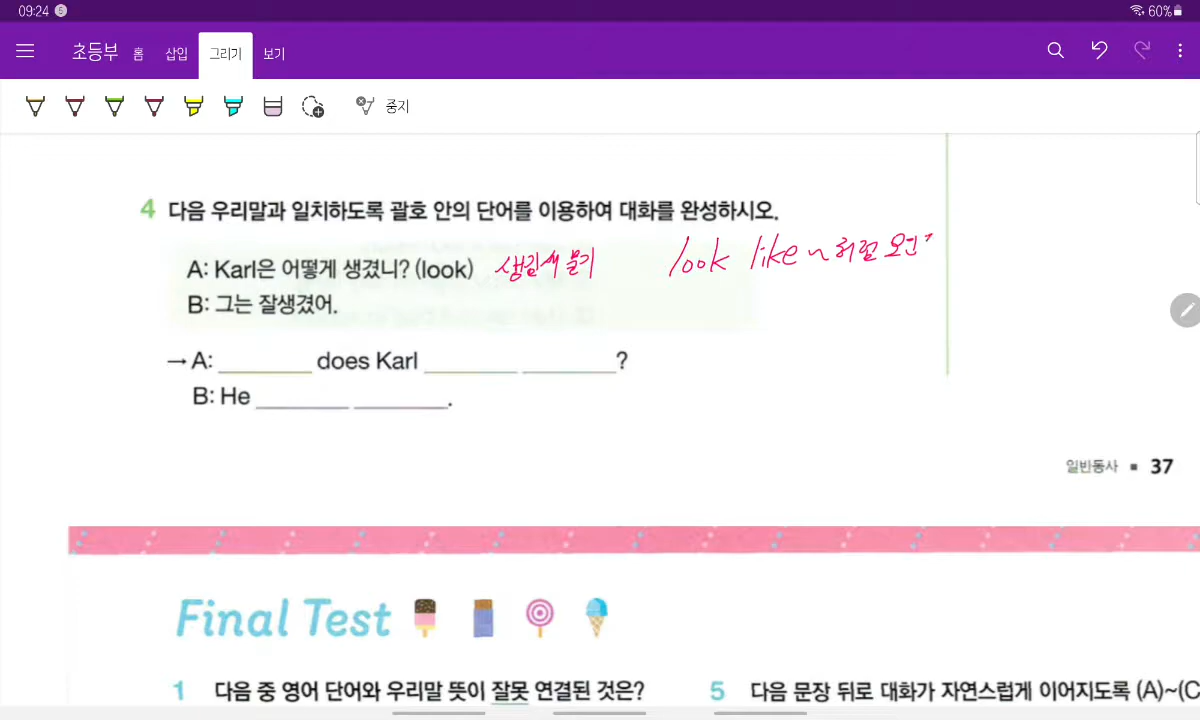 09:24 S 60%
초등부 홈 삽입 그리기 보기
중지
4 다음 우리말과 일치하도록 괄호 안의 단어를 이용하여 대화를 완성하시오.
A: Karl은 어떻게 생겼니? (look) 생김새 묻기 look like ~처럼
B: 그는 잘생겼어.
→ A: ________ does Karl ________ ________?
B: He ________ ________.
일반동사 ■ 37
Final Test
1 다음 중 영어 단어와 우리말 뜻이 잘못 연결된 것은?
5 다음 문장 뒤로 대화가 자연스럽게 이어지도록 (A)~(C